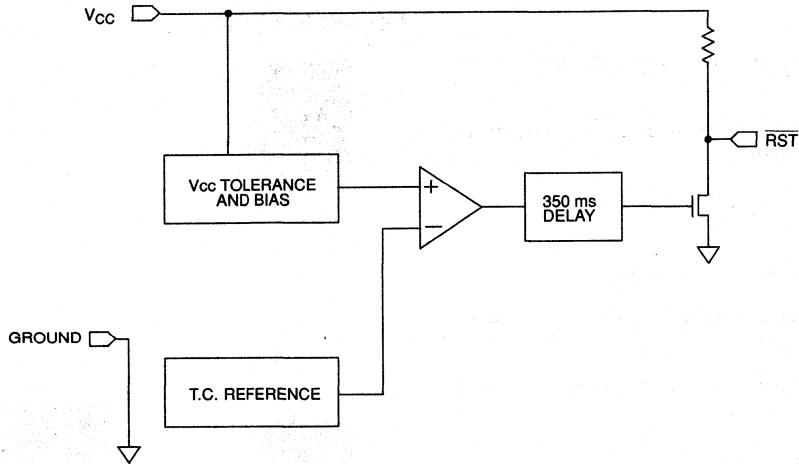 VCC
RST
Vcc TOLERANCE
AND BIAS
+
−
350 ms
DELAY
GROUND
T.C. REFERENCE